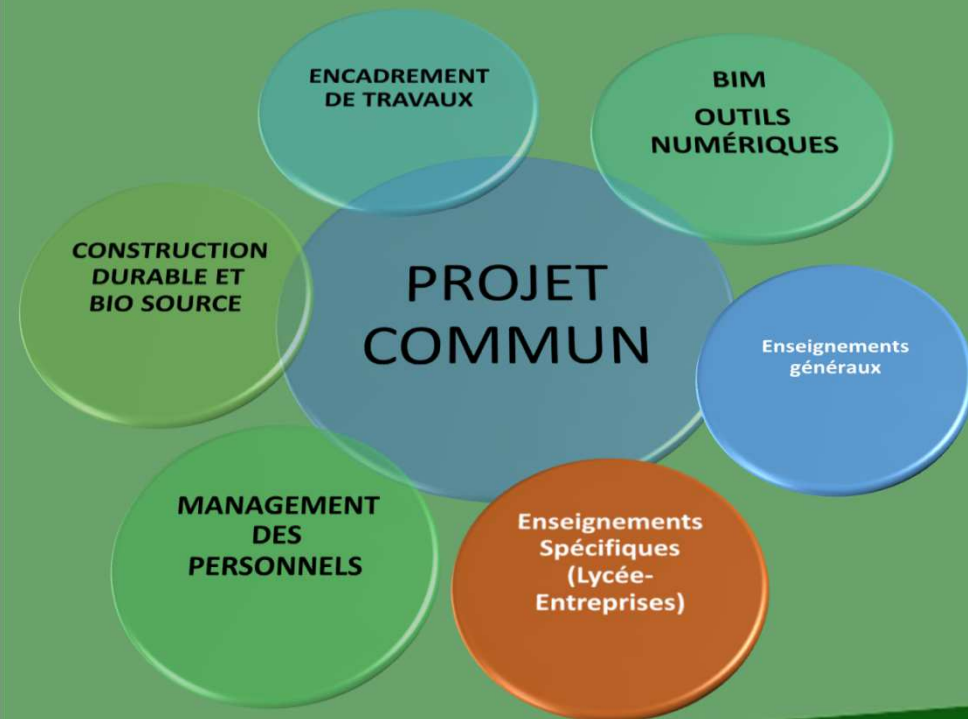 ENCADREMENT
DE TRAVAUX
BIM
OUTILS
NUMÉRIQUES
CONSTRUCTION
DURABLE ET
BIO SOURCE
PROJET
COMMUN
Enseignements
généraux
MANAGEMENT
DES
PERSONNELS
Enseignements
Spécifiques
(Lycée-
Entreprises)